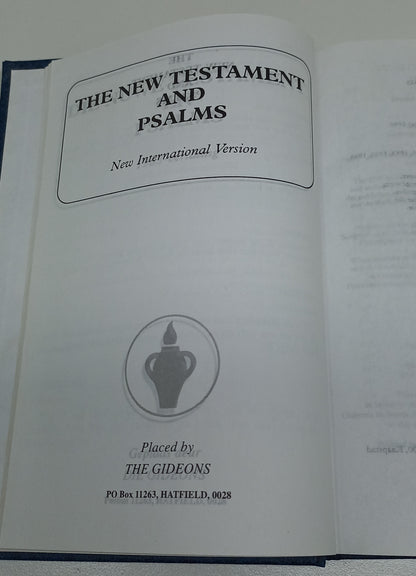 THE NEW TESTAMENT
AND
PSALMS
New International Version
Placed by
THE GIDEONS
PO Box 11263, HATFIELD, 0028